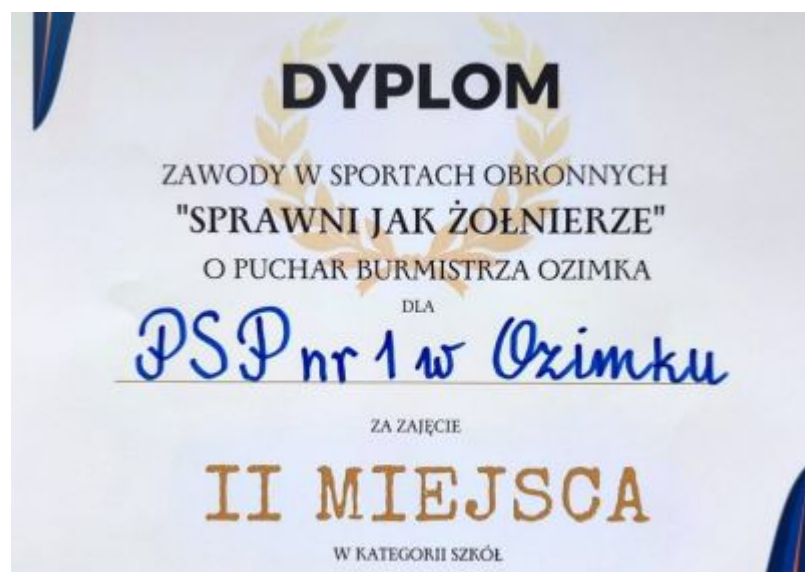 DYPLOM
ZAWODY W SPORTACH OBRONNYCH
"SPRAWNI JAK ŻOŁNIERZE"
O PUCHAR BURMISTRZA OZIMKA
DLA
PSP nr 1 w Ozimku
ZA ZAJĘCIE
II MIEJSCA
W KATEGORII SZKÓŁ